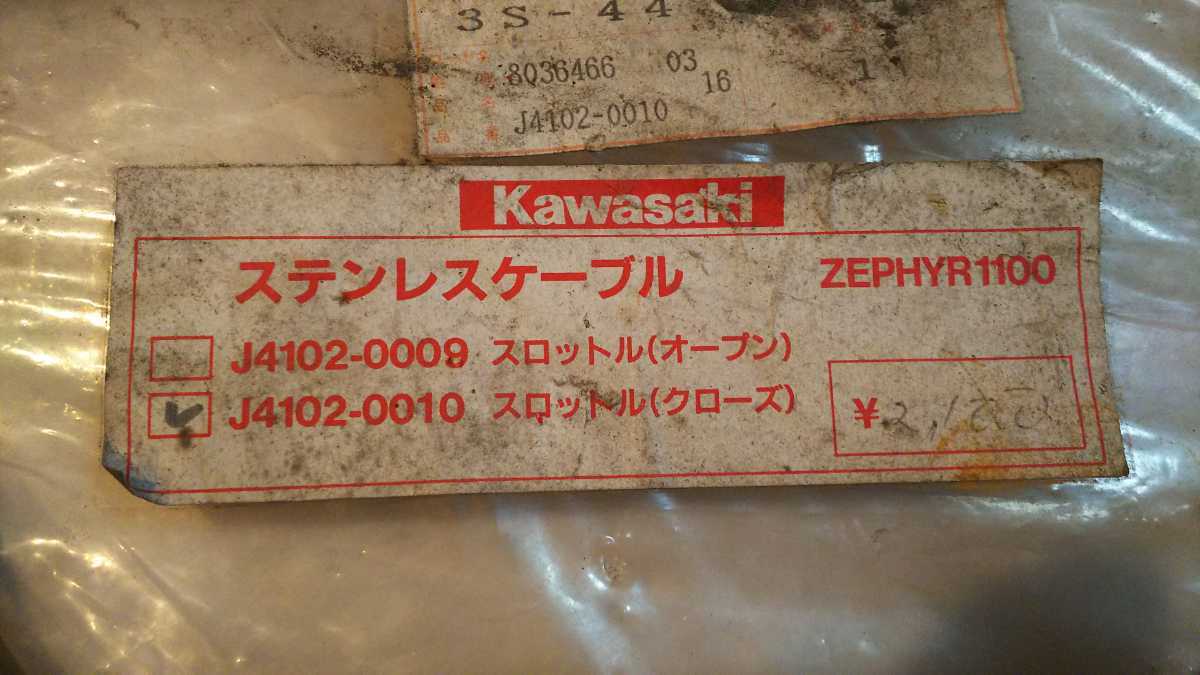 3S-44
8036466 03 16 1
J4102-0010
Kawasaki
ステンレスケーブル ZEPHYR1100
J4102-0009 スロットル(オープン)
J4102-0010 スロットル(クローズ)
¥